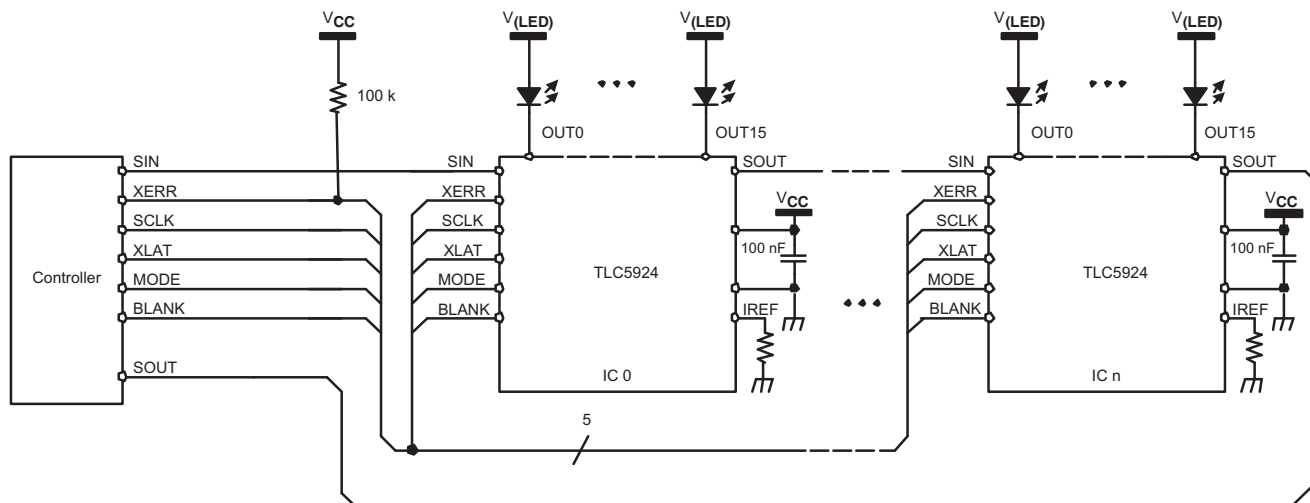 VCC V(LED) V(LED) V(LED) V(LED)
100 k
OUT0 OUT15 OUT0 OUT15
SIN SIN SOUT SIN SOUT
XERR XERR VCC XERR VCC
SCLK SCLK SCLK
XLAT XLAT 100 nF XLAT 100 nF
Controller TLC5924 TLC5924
MODE MODE MODE
BLANK BLANK IREF BLANK IREF
SOUT IC 0 IC n
5